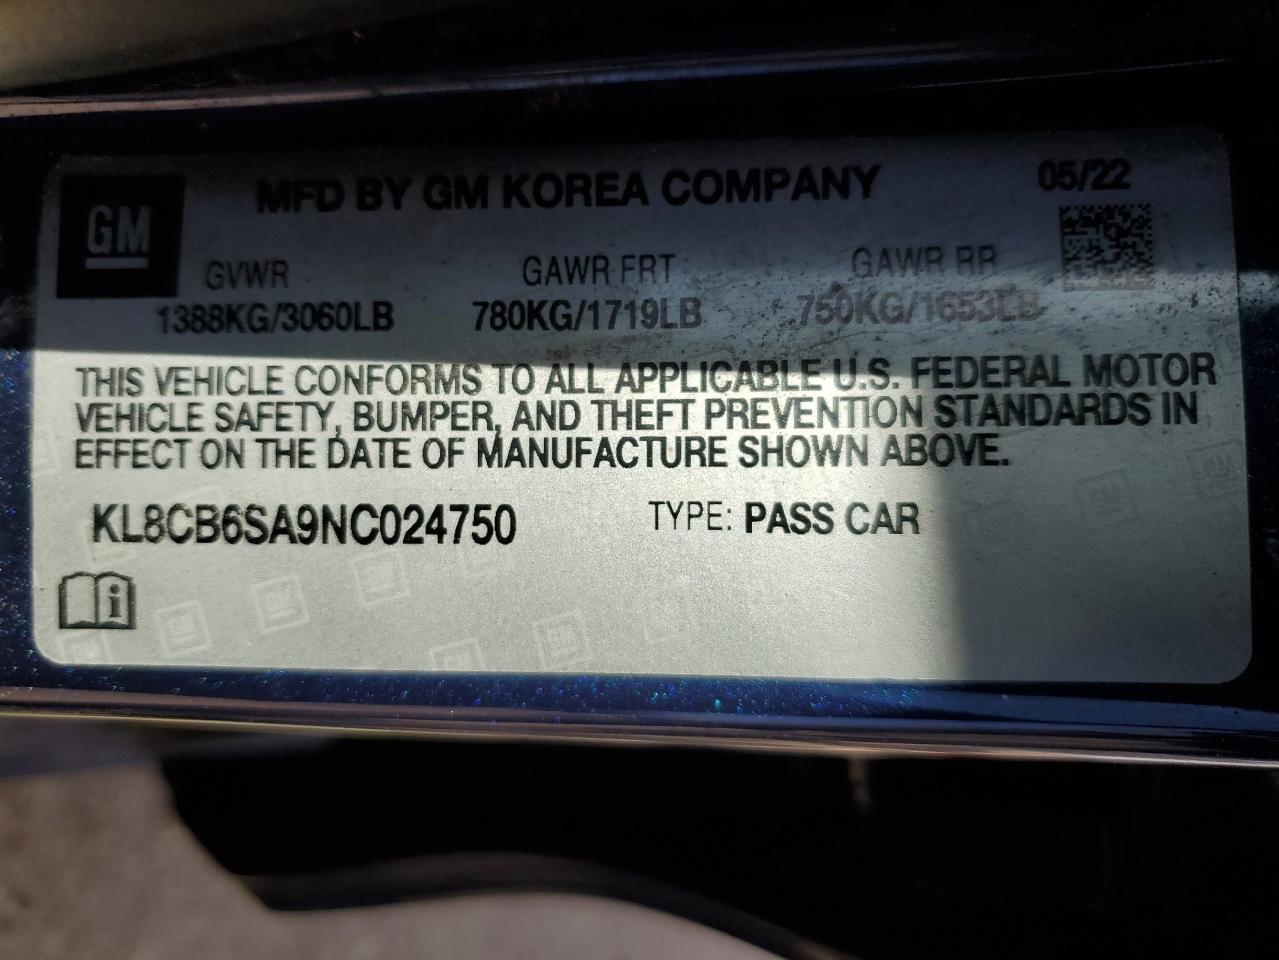 MFD BY GM KOREA COMPANY 05/22
GM
GVWR GAWR FRT GAWR RR
1388KG/3060LB 780KG/1719LB 750KG/1653LB
THIS VEHICLE CONFORMS TO ALL APPLICABLE U.S. FEDERAL MOTOR
VEHICLE SAFETY, BUMPER, AND THEFT PREVENTION STANDARDS IN
EFFECT ON THE DATE OF MANUFACTURE SHOWN ABOVE.
KL8CB6SA9NC024750 TYPE: PASS CAR